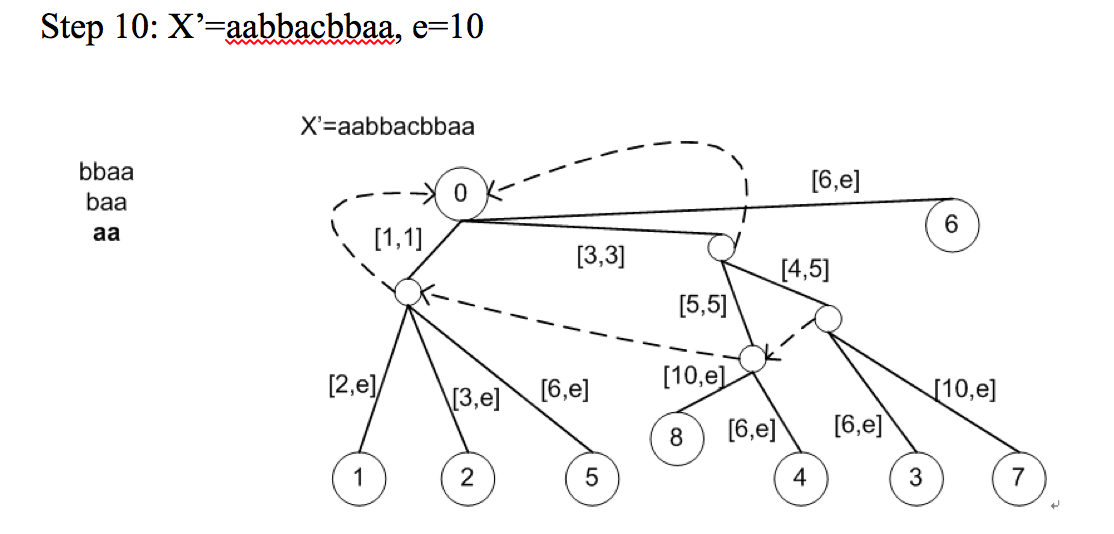 Step 10: X’=aabbacbbaa, e=10
X’=aabbacbbaa
bbaa
baa
aa
0
[6,e]
6
[1,1]
[3,3]
[4,5]
[5,5]
[2,e]
[3,e]
[6,e]
[10,e]
[10,e]
8
[6,e]
[6,e]
1
2
5
4
3
7